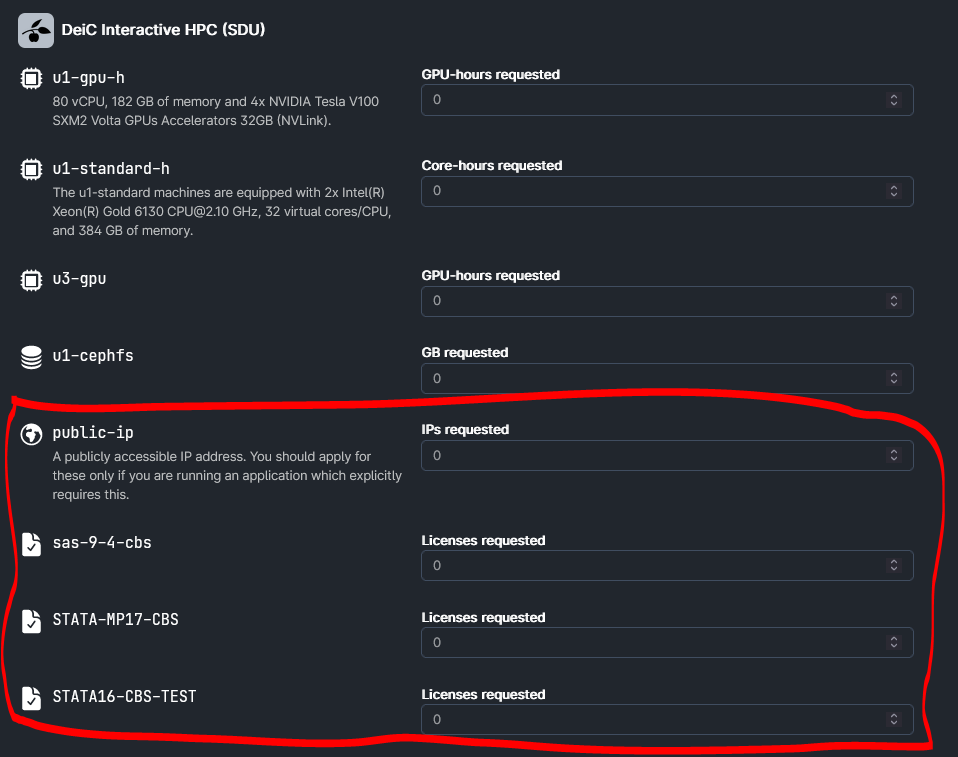 DeiC Interactive HPC (SDU)
u1-gpu-h
80 vCPU, 182 GB of memory and 4x NVIDIA Tesla V100
SXM2 Volta GPUs Accelerators 32GB (NVLink).
GPU-hours requested
0
u1-standard-h
The u1-standard machines are equipped with 2x Intel(R)
Xeon(R) Gold 6130 CPU@2.10 GHz, 32 virtual cores/CPU,
and 384 GB of memory.
Core-hours requested
0
u3-gpu
GPU-hours requested
0
u1-cephfs
GB requested
0
public-ip
A publicly accessible IP address. You should apply for
these only if you are running an application which explicitly
requires this.
IPs requested
0
sas-9-4-cbs
Licenses requested
0
STATA-MP17-CBS
Licenses requested
0
STATA16-CBS-TEST
Licenses requested
0